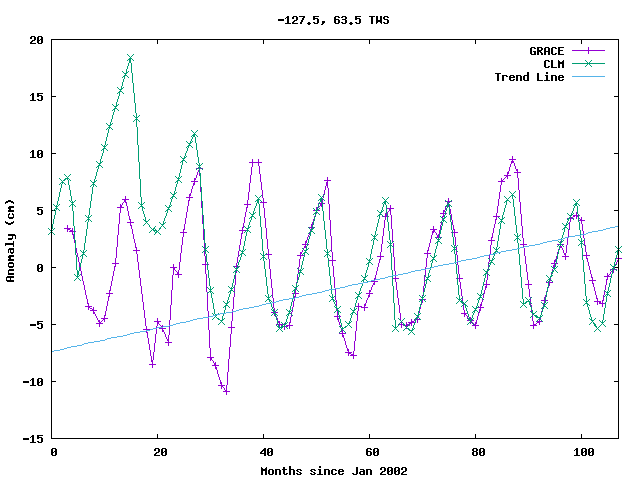 -127.5, 63.5 TWS
GRACE
CLM
Trend Line
20
15
10
5
0
-5
-10
-15
Anomaly (cm)
0 20 40 60 80 100
Months since Jan 2002